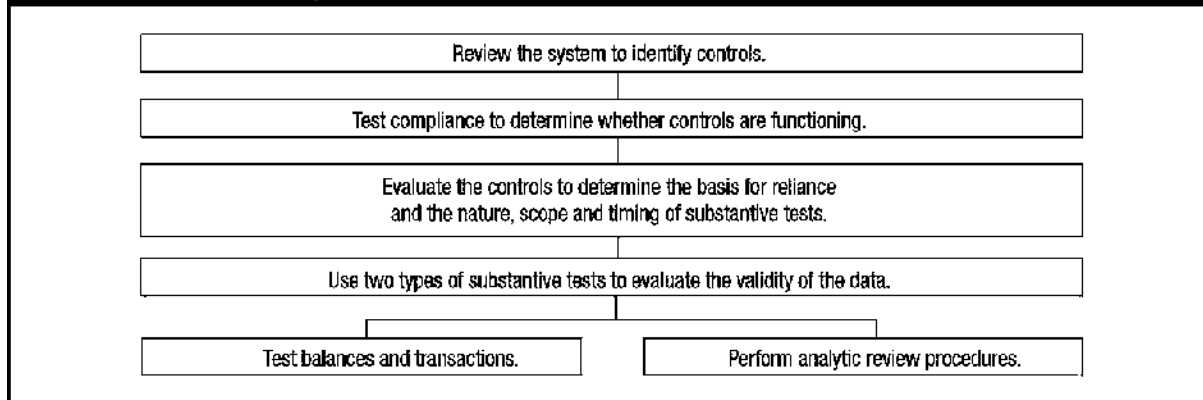 Review the system to identify controls.
Test compliance to determine whether controls are functioning.
Evaluate the controls to determine the basis for reliance
and the nature, scope and timing of substantive tests.
Use two types of substantive tests to evaluate the validity of the data.
Test balances and transactions.
Perform analytic review procedures.